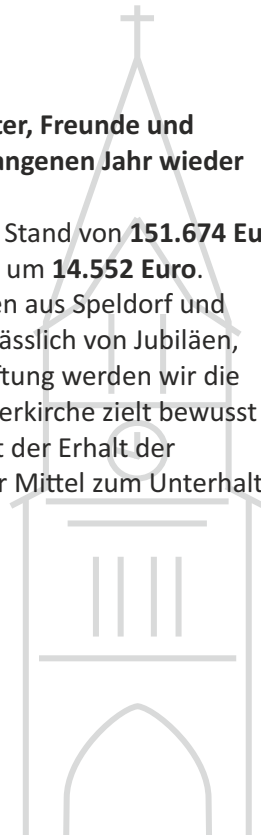 ter, Freunde und
angenen Jahr wieder
Stand von 151.674 Eu
um 14.552 Euro.
en aus Speldorf und
ässlich von Jubiläen,
ftung werden wir die
erkirche zielt bewusst
t der Erhalt der
r Mittel zum Unterhalt